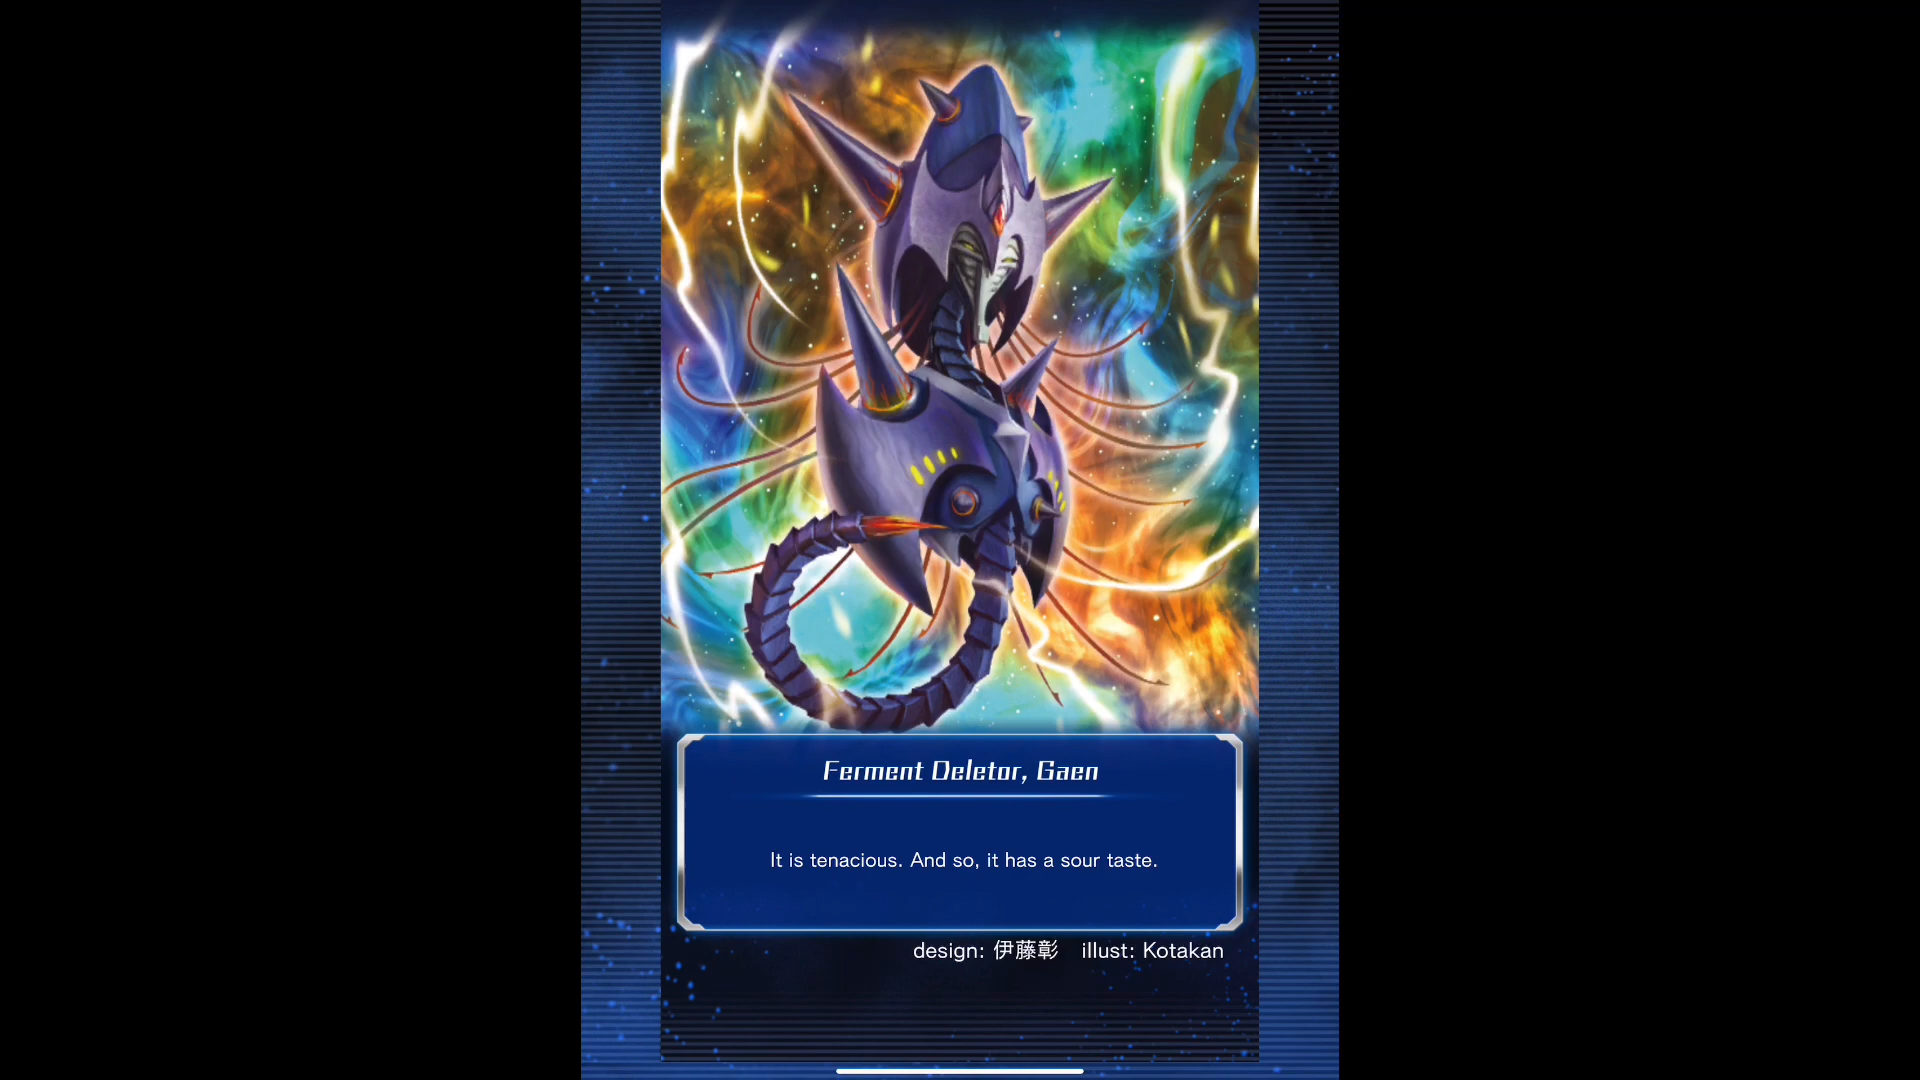 Ferment Deletor, Gaen
It is tenacious. And so, it has a sour taste.
design: 伊藤彰 illust: Kotakan